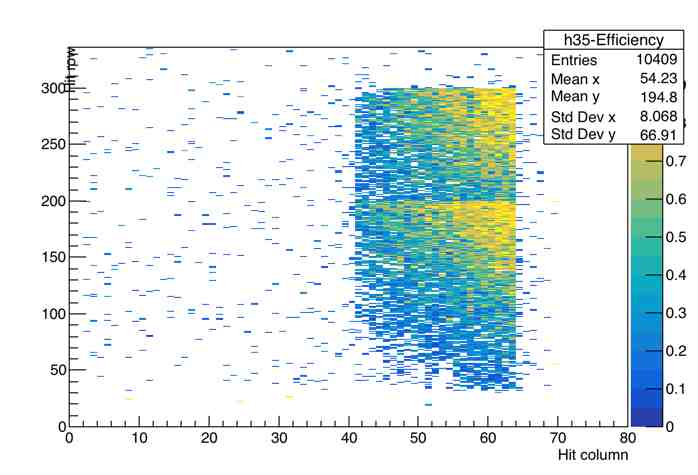 h35-Efficiency
Entries 10409
Mean x 54.23
Mean y 194.8
Std Dev x 8.068
Std Dev y 66.91
300
250
200
150
100
50
0
0 10 20 30 40 50 60 70 80
Hit column
0.7
0.6
0.5
0.4
0.3
0.2
0.1
0